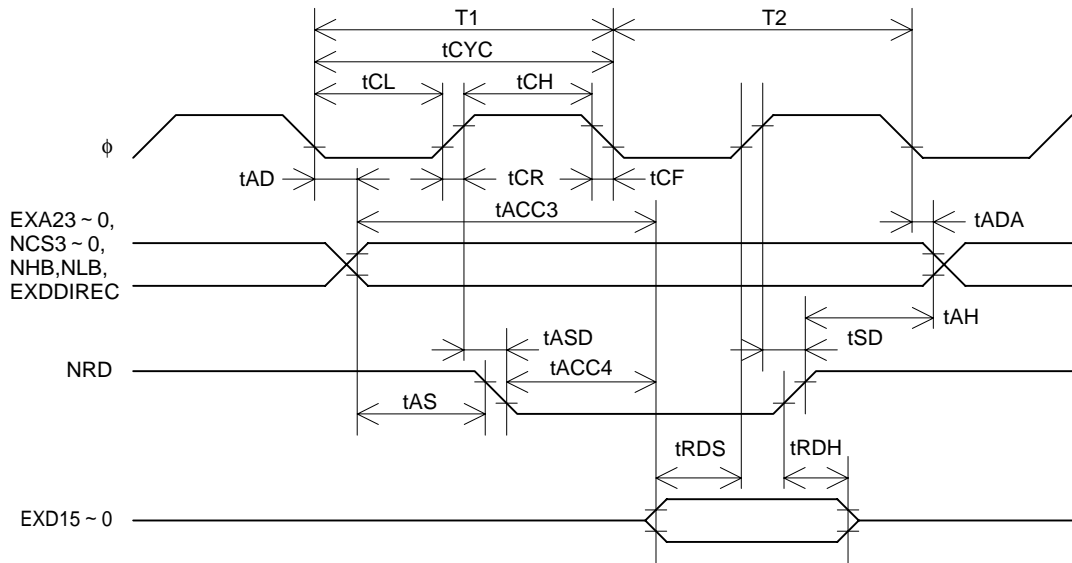 T1 T2
tCYC
tCL tCH
ϕ
tAD tCR tCF
EXA23 ~ 0,
NCS3 ~ 0,
NHB,NLB,
EXDDIREC
tACC3 tADA
tAH
tASD tSD
NRD
tACC4
tAS
tRDS tRDH
EXD15 ~ 0